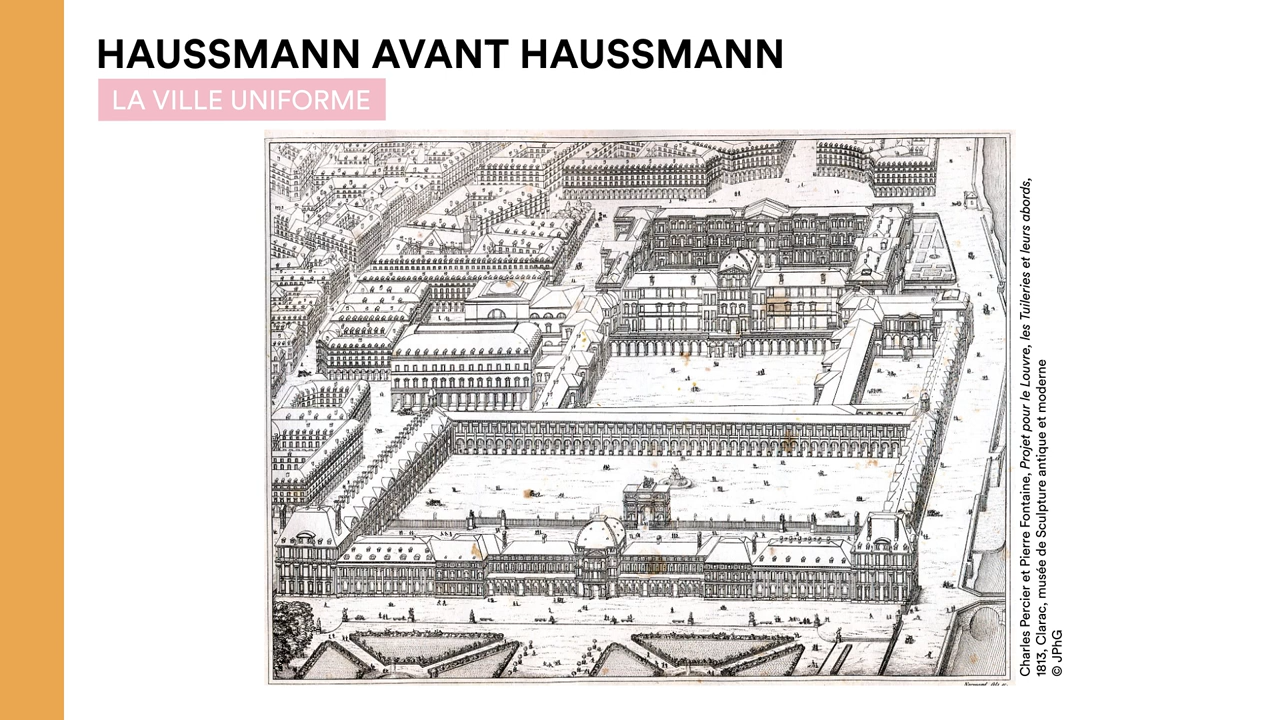 HAUSSMANN AVANT HAUSSMANN
LA VILLE UNIFORME
Charles Percier et Pierre Fontaine, Projet pour le Louvre, les Tuileries et leurs abords,
1813, Clarac, musée de Sculpture antique et moderne
© JPhG